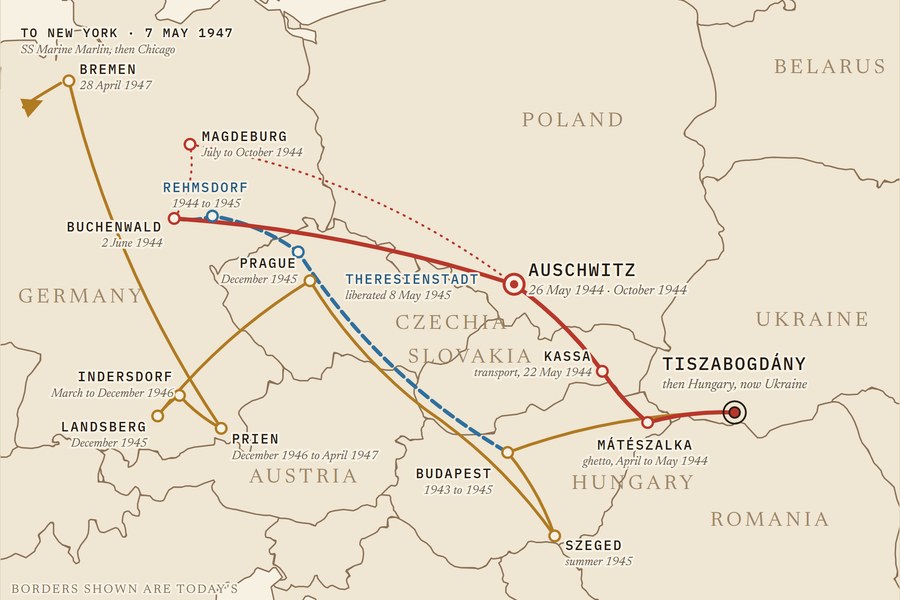 TO NEW YORK · 7 MAY 1947
SS Marine Marlin, then Chicago
BREMEN
28 April 1947
BELARUS
POLAND
MAGDEBURG
July to October 1944
REHMSDORF
1944 to 1945
BUCHENWALD
2 June 1944
PRAGUE
December 1945
THERESIENSTADT
liberated 8 May 1945
AUSCHWITZ
26 May 1944 · October 1944
GERMANY
CZECHIA
UKRAINE
SLOVAKIA
KASSA
transport, 22 May 1944
TISZABOGDÁNY
then Hungary, now Ukraine
INDERSDORF
March to December 1946
LANDSBERG
December 1945
PRIEN
December 1946 to April 1947
MÁTÉSZALKA
ghetto, April to May 1944
AUSTRIA
BUDAPEST
1943 to 1945
HUNGARY
ROMANIA
SZEGED
summer 1945
BORDERS SHOWN ARE TODAY'S